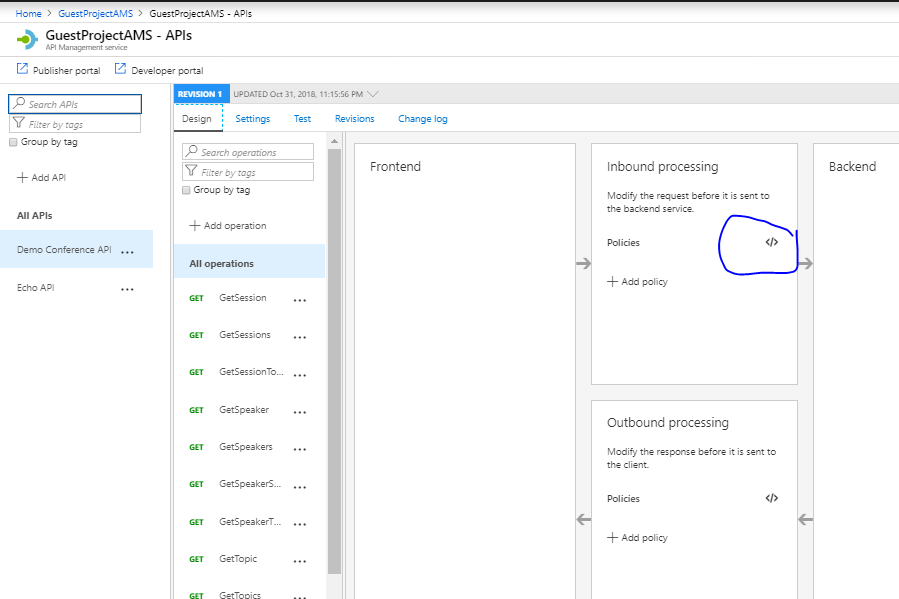 Home > GuestProjectAMS > GuestProjectAMS - APIs
GuestProjectAMS - APIs
API Management service
Publisher portal Developer portal
Search APIs
Filter by tags
Group by tag
+ Add API
All APIs
Demo Conference API ...
Echo API ...
REVISION 1 UPDATED Oct 31, 2018, 11:15:56 PM
Design Settings Test Revisions Change log
Search operations
Filter by tags
Group by tag
+ Add operation
All operations
GET GetSession ...
GET GetSessions ...
GET GetSessionTo... ...
GET GetSpeaker ...
GET GetSpeakers ...
GET GetSpeakerS... ...
GET GetSpeakerT... ...
GET GetTopic ...
GET GetTopics ...
Frontend
Inbound processing
Modify the request before it is sent to
the backend service.
Policies </>
+ Add policy
Outbound processing
Modify the response before it is sent to
the client.
Policies </>
+ Add policy
Backend